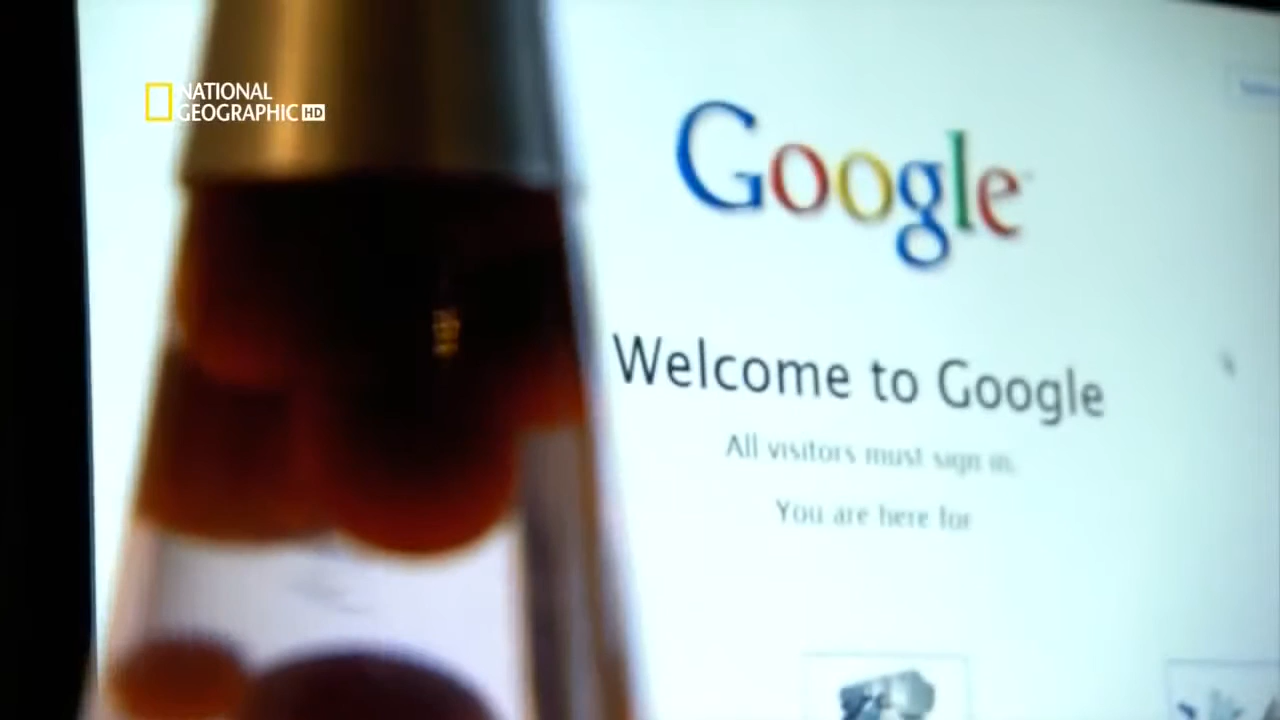 NATIONAL
GEOGRAPHIC HD
Google
Welcome to Google
All visitors must sign in.
You are here for